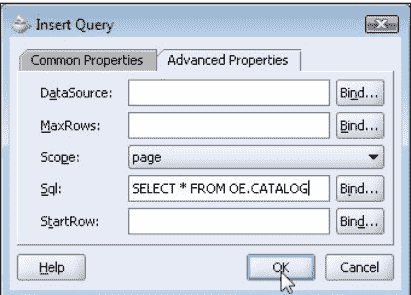 Insert Query
Common Properties Advanced Properties
DataSource: Bind...
MaxRows: Bind...
Scope: page
Sql: SELECT * FROM OE.CATALOG Bind...
StartRow: Bind...
Help OK Cancel